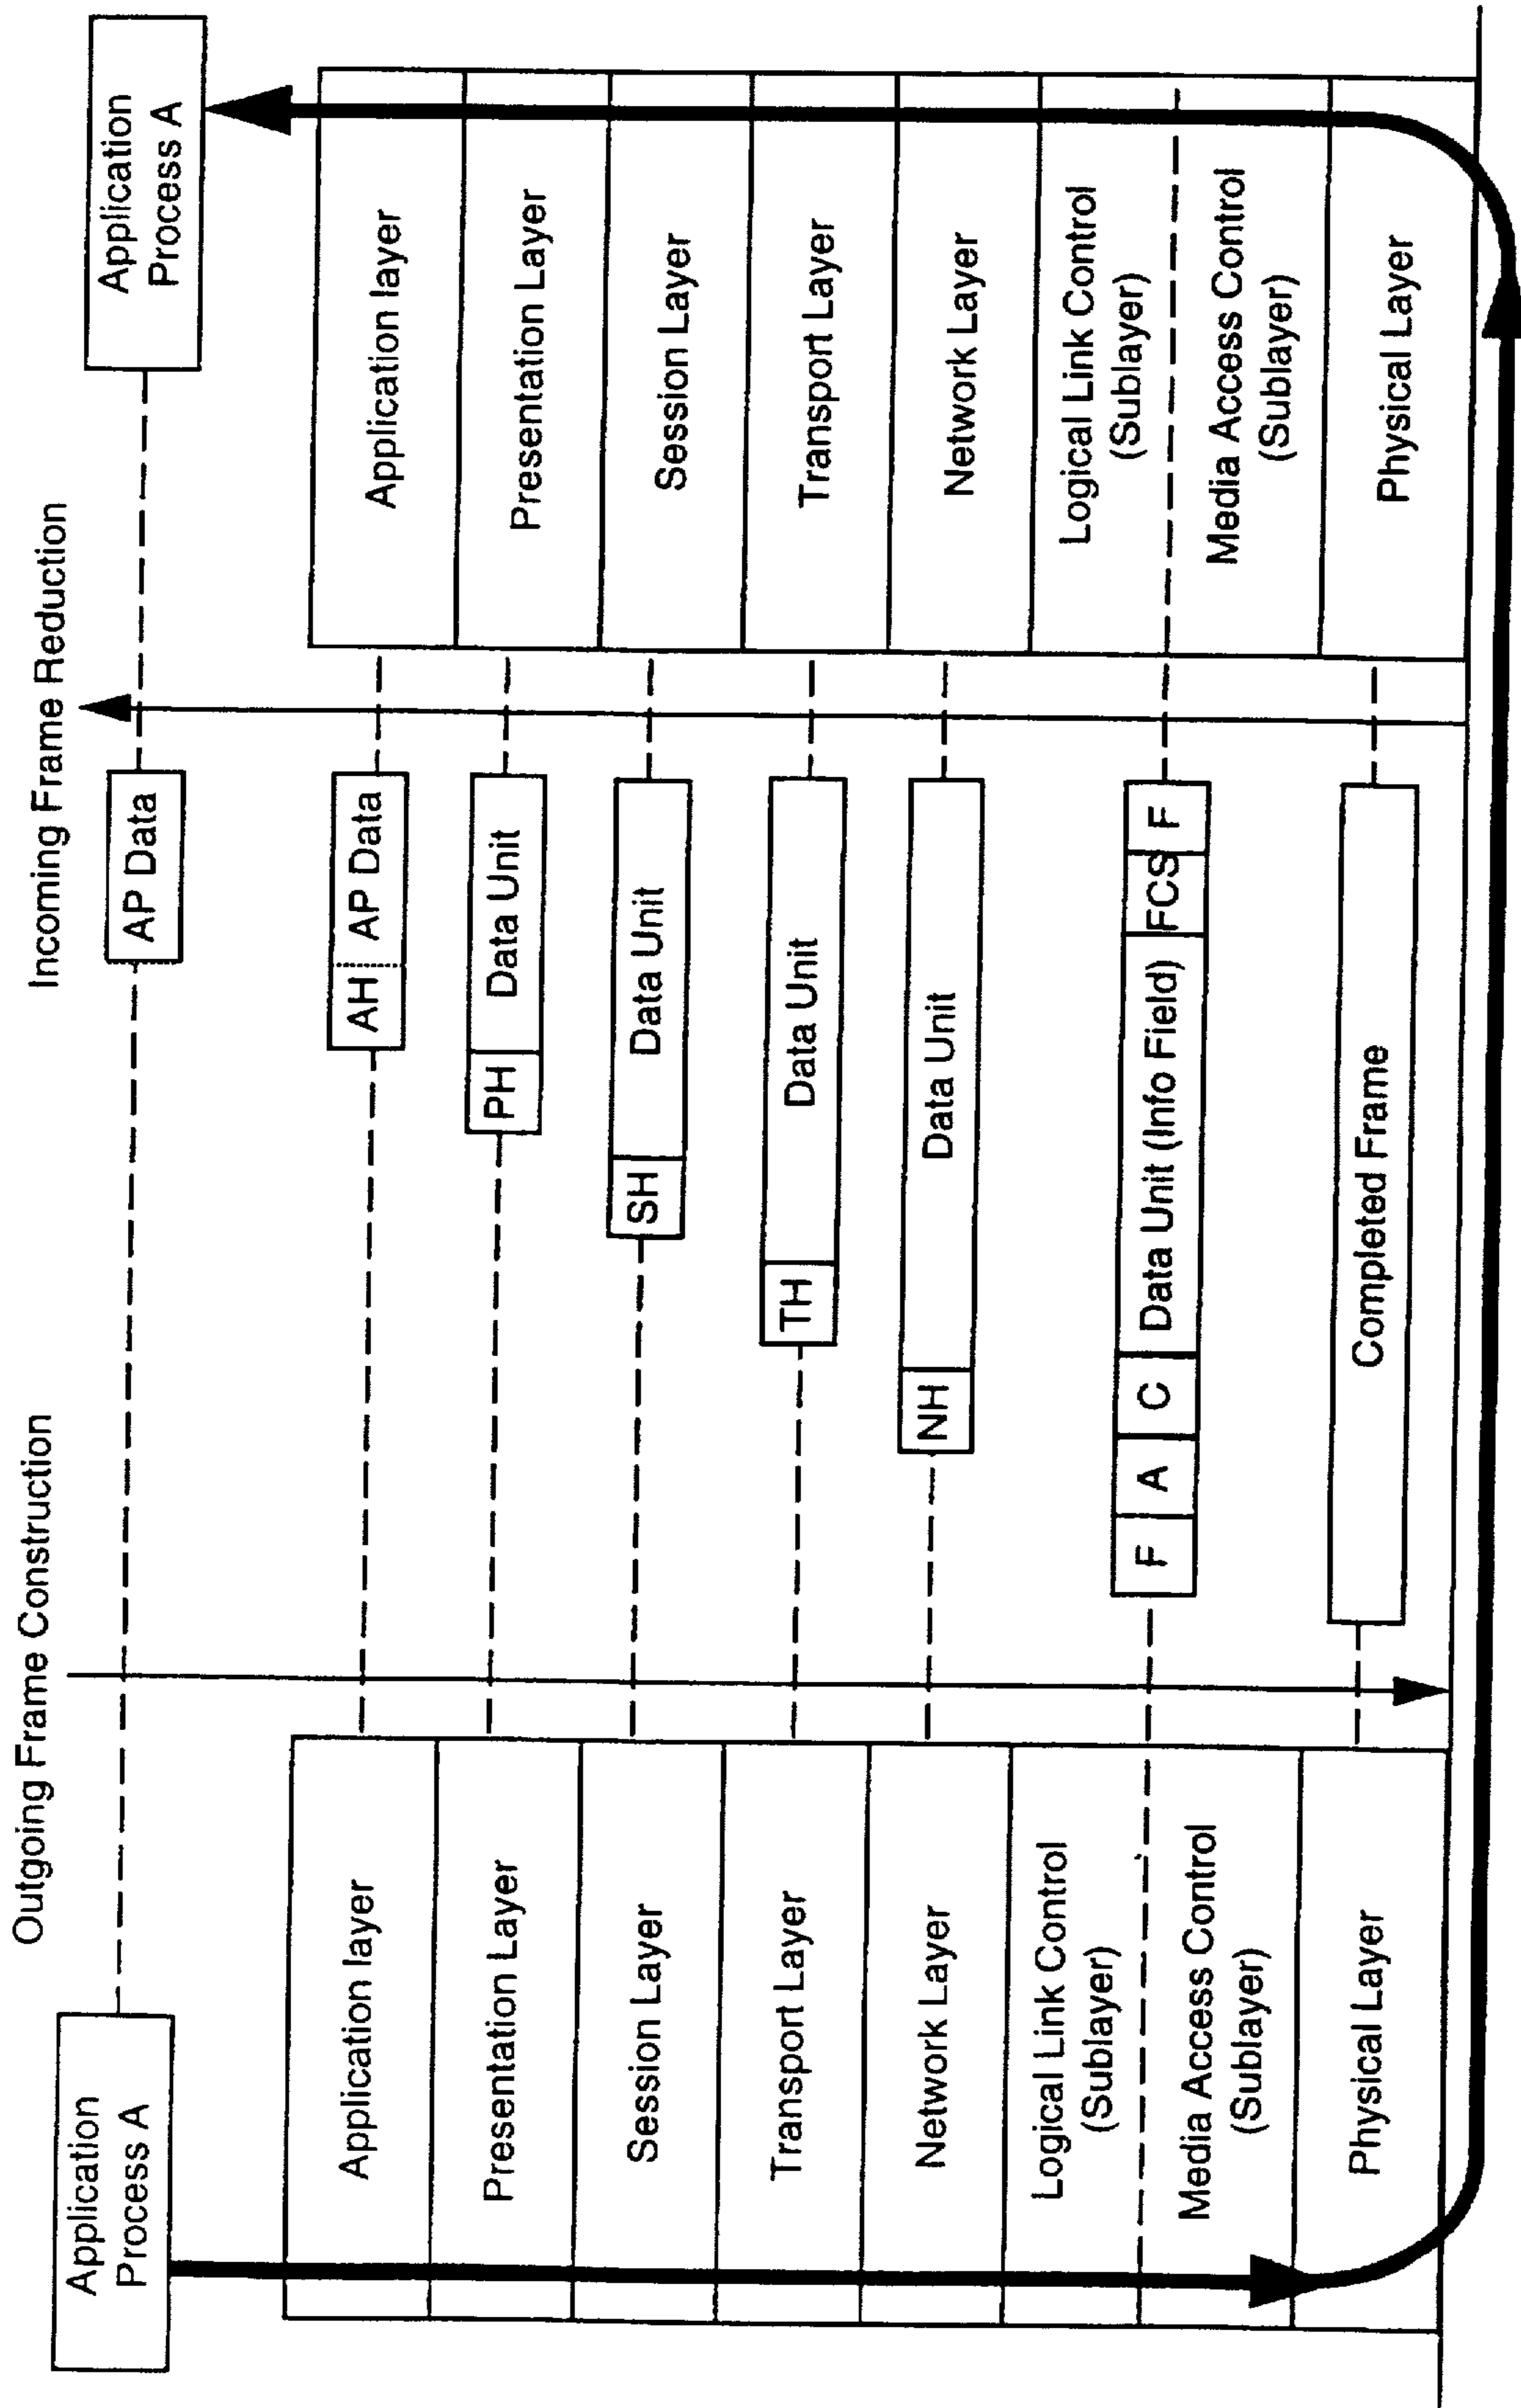 Outgoing Frame Construction
Incoming Frame Reduction
Application
Process A
AP Data
Application
Process A
Application layer
AH AP Data
Application layer
Presentation Layer
PH Data Unit
Presentation Layer
Session Layer
SH Data Unit
Session Layer
Transport Layer
TH Data Unit
Transport Layer
Network Layer
NH Data Unit
Network Layer
Logical Link Control
(Sublayer)
F A C Data Unit (Info Field) FCS F
Logical Link Control
(Sublayer)
Media Access Control
(Sublayer)
Media Access Control
(Sublayer)
Physical Layer
Completed Frame
Physical Layer